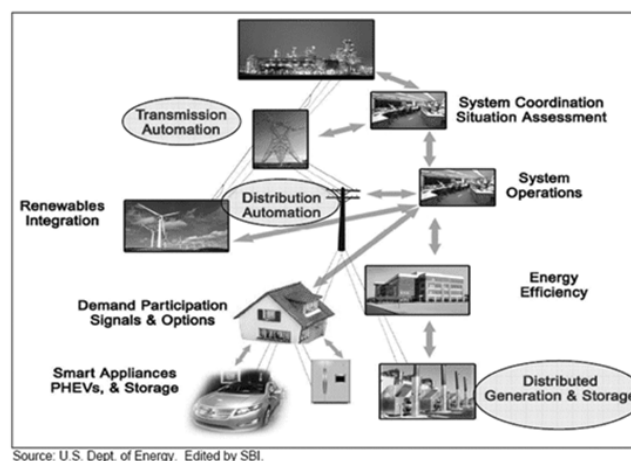 System Coordination
Situation Assessment
Transmission
Automation
System
Operations
Renewables
Integration
Distribution
Automation
Energy
Efficiency
Demand Participation
Signals & Options
Smart Appliances
PHEVs, & Storage
Distributed
Generation & Storage
Source: U.S. Dept. of Energy. Edited by SBI.